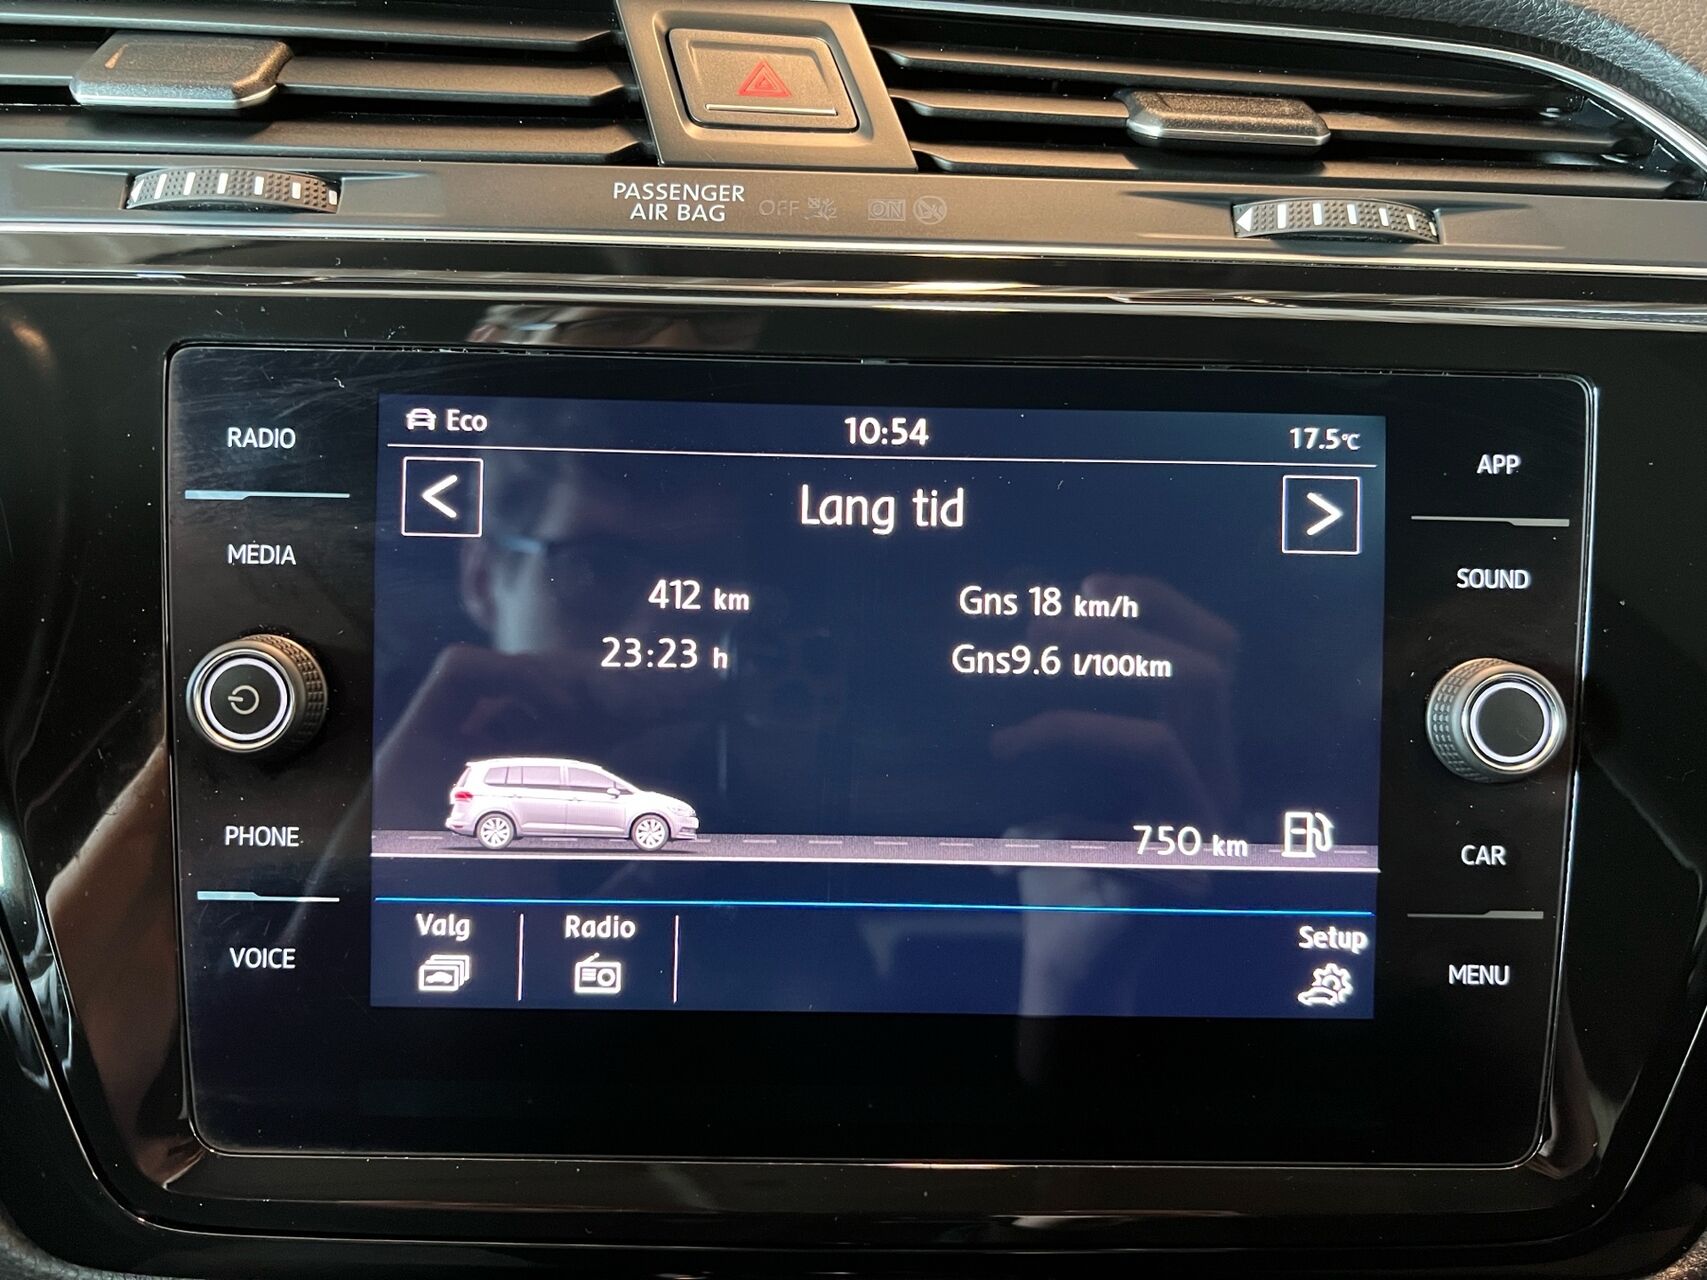 PASSENGER
AIR BAG OFF ON
RADIO
MEDIA
PHONE
VOICE
Eco 10:54 17.5°C
< Lang tid >
412 km Gns 18 km/h
23:23 h Gns9.6 l/100km
750 km
Valg Radio Setup
APP
SOUND
CAR
MENU